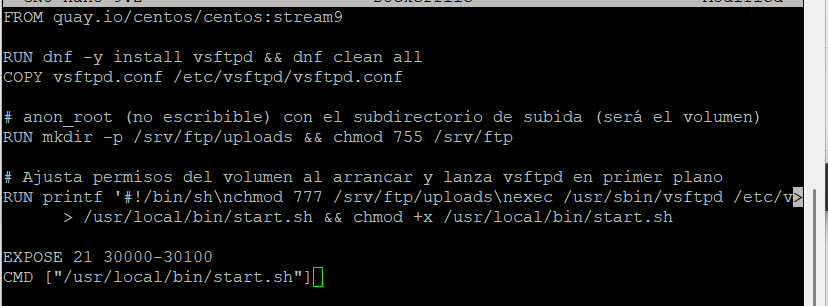 FROM quay.io/centos/centos:stream9
RUN dnf -y install vsftpd && dnf clean all
COPY vsftpd.conf /etc/vsftpd/vsftpd.conf
# anon_root (no escribible) con el subdirectorio de subida (será el volumen)
RUN mkdir -p /srv/ftp/uploads && chmod 755 /srv/ftp
# Ajusta permisos del volumen al arrancar y lanza vsftpd en primer plano
RUN printf '#!/bin/sh\nchmod 777 /srv/ftp/uploads\nexec /usr/sbin/vsftpd /etc/v>
> /usr/local/bin/start.sh && chmod +x /usr/local/bin/start.sh
EXPOSE 21 30000-30100
CMD ["/usr/local/bin/start.sh"]